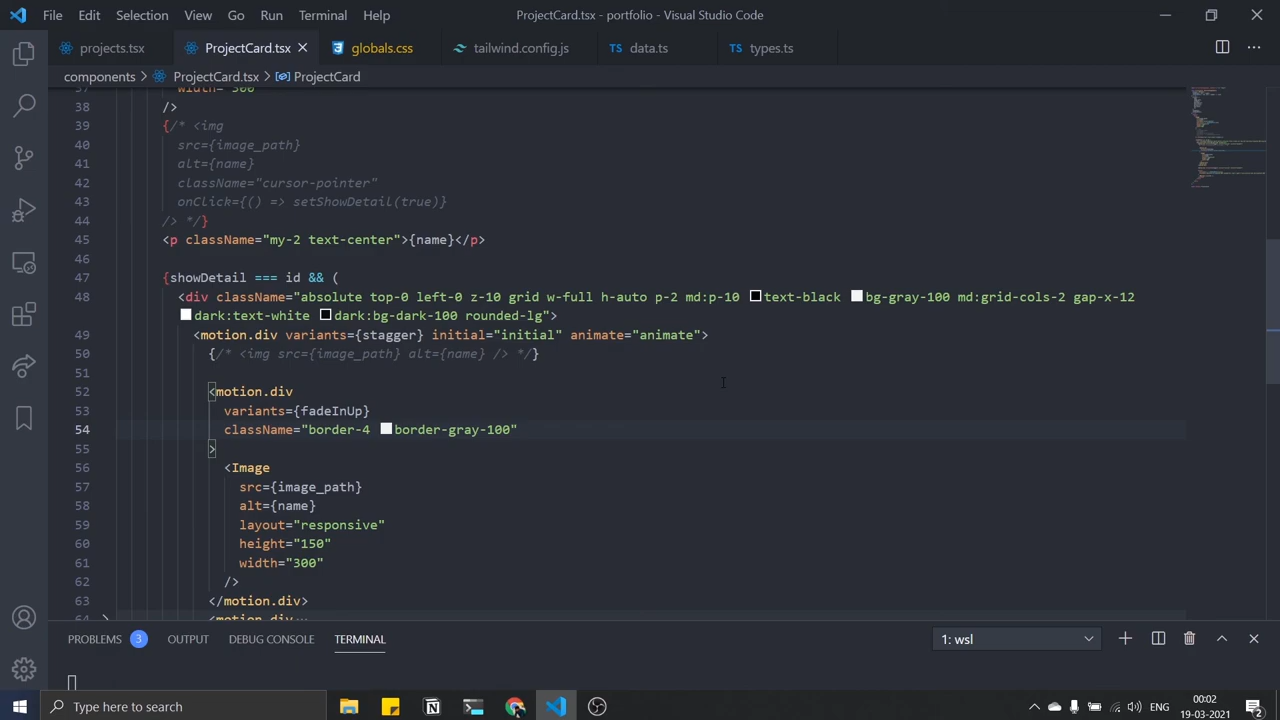 File Edit Selection View Go Run Terminal Help ProjectCard.tsx - portfolio - Visual Studio Code
projects.tsx ProjectCard.tsx globals.css tailwind.config.js TS data.ts TS types.ts
components > ProjectCard.tsx > ProjectCard
37 width="300"
38 />
39 {/* <img
40 src={image_path}
41 alt={name}
42 className="cursor-pointer"
43 onClick={() => setShowDetail(true)}
44 /> */}
45 <p className="my-2 text-center">{name}</p>
46
47 {showDetail === id && (
48 <div className="absolute top-0 left-0 z-10 grid w-full h-auto p-2 md:p-10 text-black bg-gray-100 md:grid-cols-2 gap-x-12
dark:text-white dark:bg-dark-100 rounded-lg">
49 <motion.div variants={stagger} initial="initial" animate="animate">
50 {/* <img src={image_path} alt={name} /> */}
51
52 <motion.div
53 variants={fadeInUp}
54 className="border-4 border-gray-100"
55 >
56 <Image
57 src={image_path}
58 alt={name}
59 layout="responsive"
60 height="150"
61 width="300"
62 />
63 </motion.div>
64 <motion.div…
PROBLEMS 3 OUTPUT DEBUG CONSOLE TERMINAL 1: wsl
Type here to search ENG 00:02
19-03-2021 2